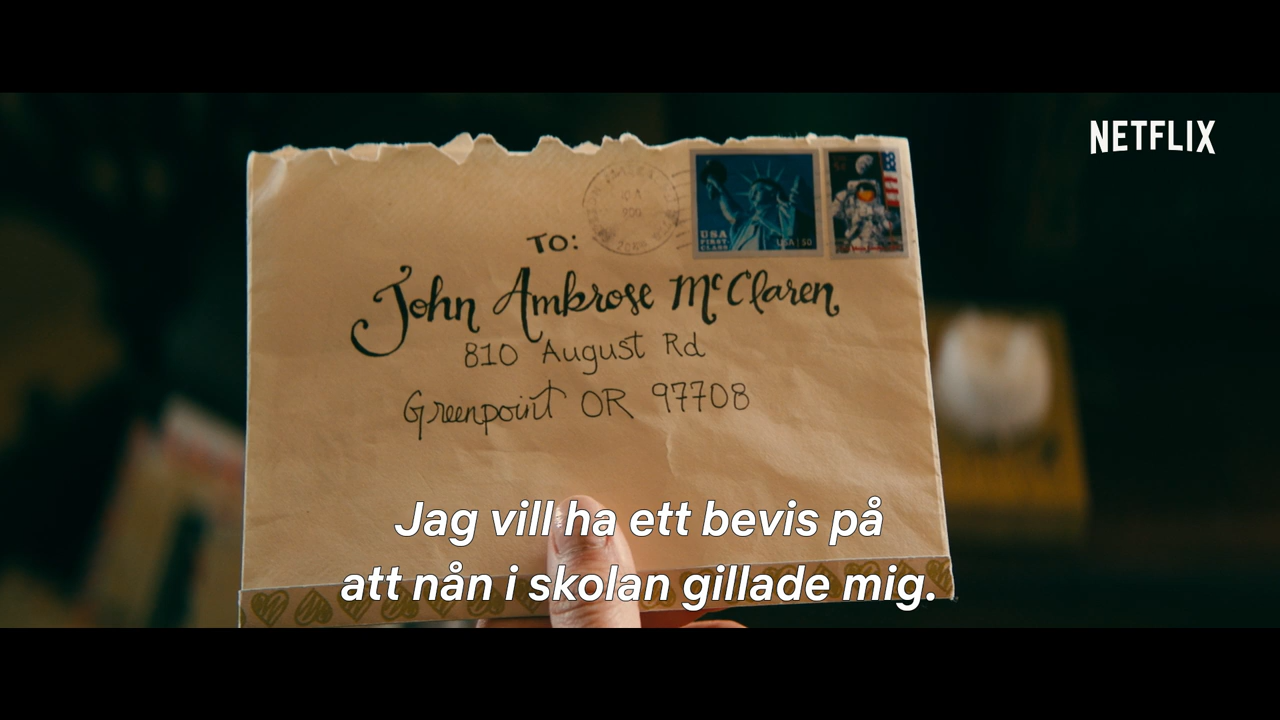 NETFLIX
USA
FIRST
CLASS
USA 50
TO:
John Ambrose McClaren
810 August Rd
Greenpoint OR 97708
Jag vill ha ett bevis på
att nån i skolan gillade mig.